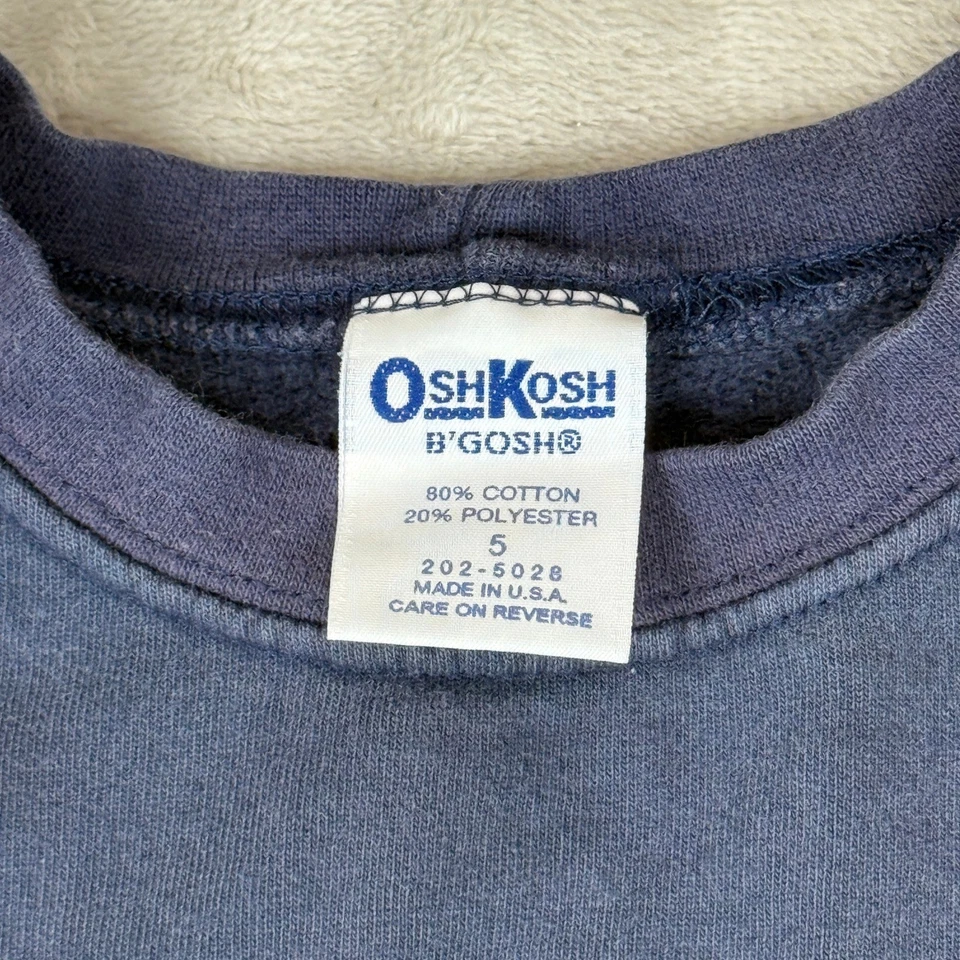 OSHKOSH
B'GOSH®
80% COTTON
20% POLYESTER
5
202-5028
MADE IN U.S.A.
CARE ON REVERSE